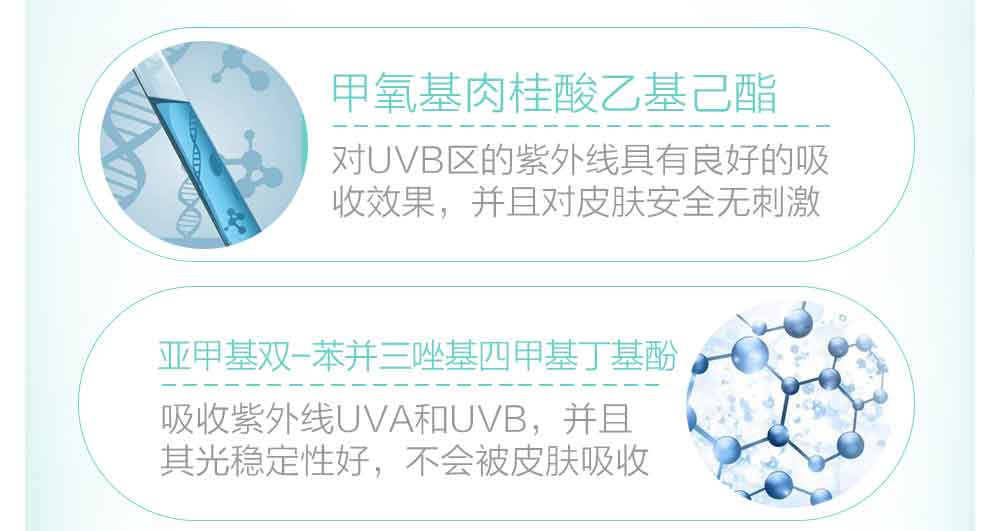 甲氧基肉桂酸乙基己酯
对UVB区的紫外线具有良好的吸
收效果，并且对皮肤安全无刺激
亚甲基双-苯并三唑基四甲基丁基酚
吸收紫外线UVA和UVB，并且
其光稳定性好，不会被皮肤吸收